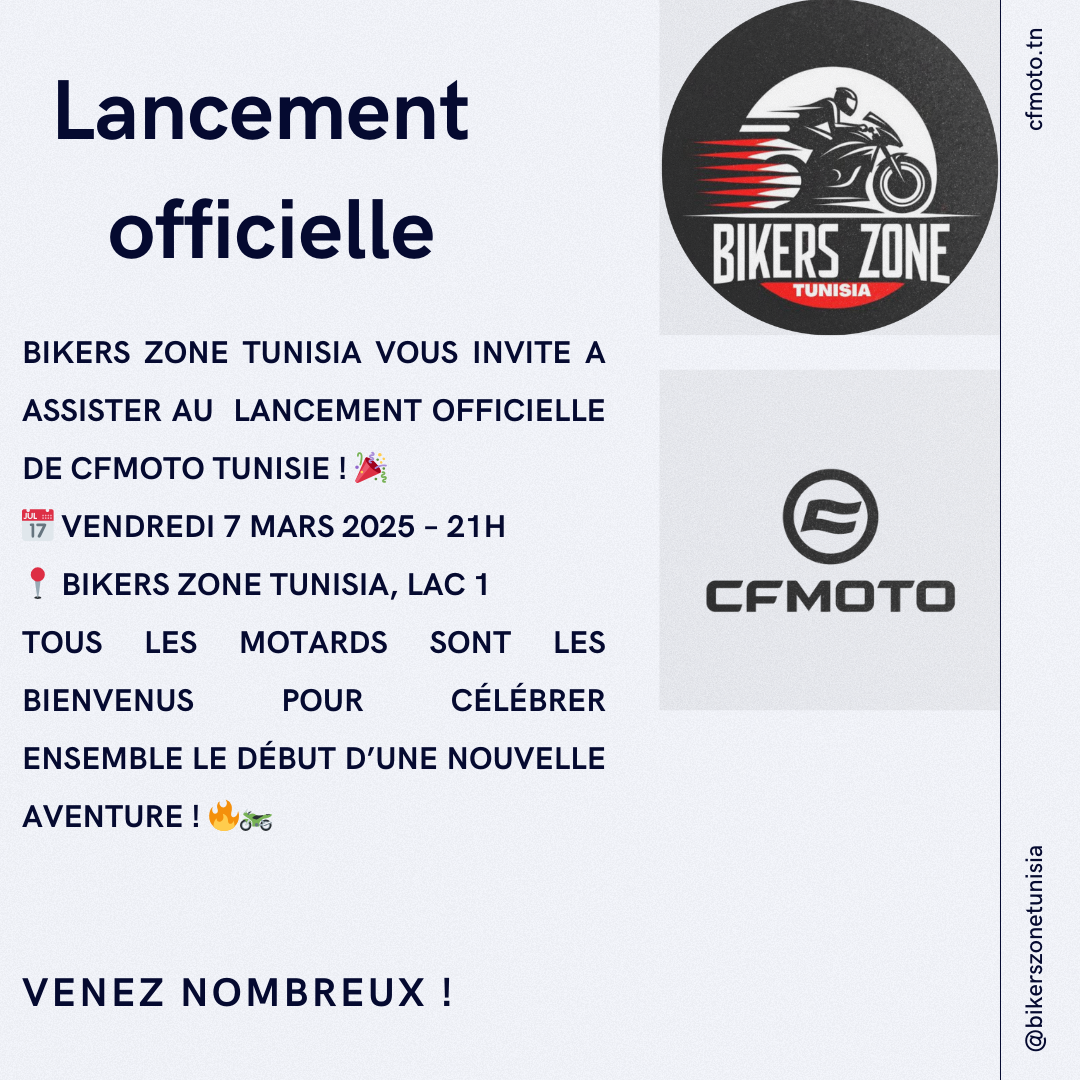 Lancement
officielle
BIKERS ZONE TUNISIA VOUS INVITE A
ASSISTER AU LANCEMENT OFFICIELLE
DE CFMOTO TUNISIE ! 🎉
📅 VENDREDI 7 MARS 2025 – 21H
📍 BIKERS ZONE TUNISIA, LAC 1
TOUS LES MOTARDS SONT LES
BIENVENUS POUR CÉLÉBRER
ENSEMBLE LE DÉBUT D’UNE NOUVELLE
AVENTURE ! 🔥🏍️
VENEZ NOMBREUX !
BIKERS ZONE
TUNISIA
CFMOTO
cfmoto.tn
@bikerszonetunisia